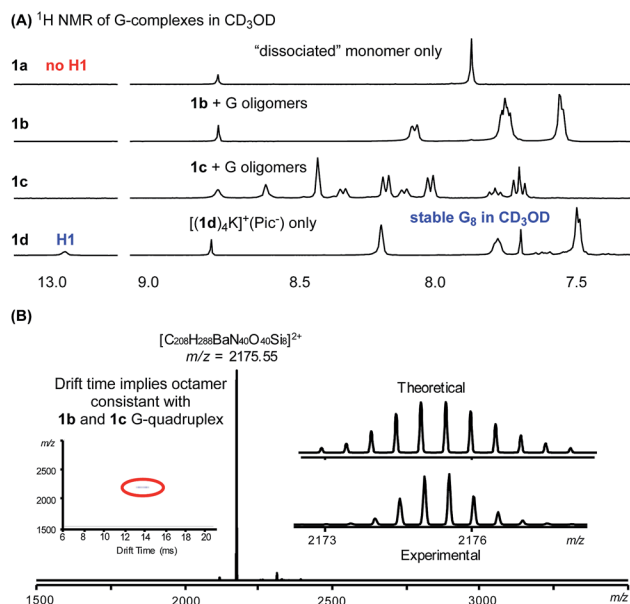 (A) ¹H NMR of G-complexes in CD₃OD
1a no H1 "dissociated" monomer only
1b 1b + G oligomers
1c 1c + G oligomers
1d H1 [(1d)₄K]⁺(Pic⁻) only stable G₈ in CD₃OD
13.0 9.0 8.5 8.0 7.5
(B)
[C₂₀₈H₂₈₈BaN₄₀O₄₀Si₈]²⁺
m/z = 2175.55
Drift time implies octamer
consistant with
1b and 1c G-quadruplex
m/z
2500
2000
1500
6 8 10 12 14 16 18 20
Drift Time (ms)
Theoretical
2173 2176 m/z
Experimental
1500 2000 2500 3000 m/z